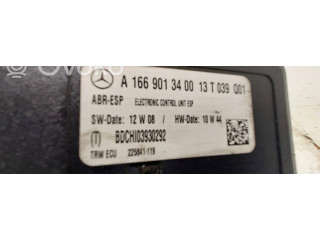 OVOKO
A 166 901 34 00 13 T 039 Q01
ABR-ESP ELECTRONIC CONTROL UNIT ESP
SW-Date: 12 W 08 / HW-Date: 10 W 44
BDCHI03930292
TRW ECU 225841-119